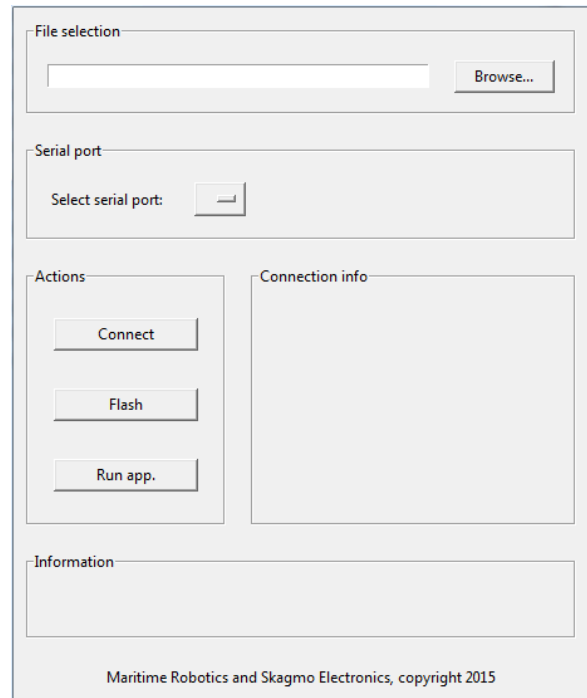 File selection
Browse...
Serial port
Select serial port:
Actions
Connection info
Connect
Flash
Run app.
Information
Maritime Robotics and Skagmo Electronics, copyright 2015